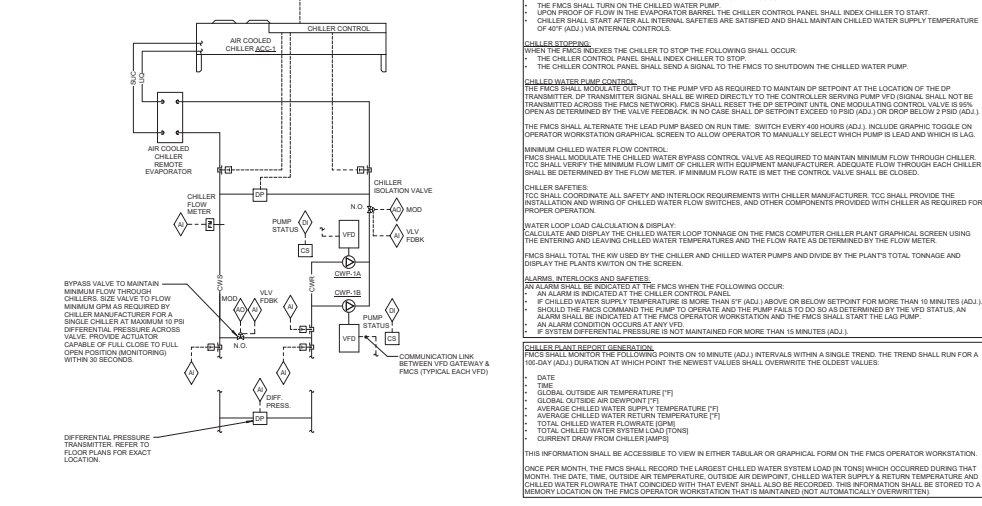 CHILLER CONTROL
AIR COOLED
CHILLER ACC-1
SUC
LIQ
AIR COOLED
CHILLER
REMOTE
EVAPORATOR
DP
CHILLER
ISOLATION VALVE
CHILLER
FLOW
METER
AI
N.O.
AO
MOD
PUMP
STATUS
DI
VFD
AI
VLV
FDBK
CS
CWP-1A
CWS
CWR
BYPASS VALVE TO MAINTAIN
MINIMUM FLOW THROUGH
CHILLERS. SIZE VALVE TO FLOW
MINIMUM GPM AS REQUIRED BY
CHILLER MANUFACTURER FOR A
SINGLE CHILLER AT MAXIMUM 10 PSI
DIFFERENTIAL PRESSURE ACROSS
VALVE. PROVIDE ACTUATOR
CAPABLE OF FULL CLOSE TO FULL
OPEN POSITION (MONITORING)
WITHIN 30 SECONDS.
MOD
VLV
FDBK
AO
AI
AI
CWP-1B
PUMP
STATUS
DI
N.O.
VFD
CS
COMMUNICATION LINK
BETWEEN VFD GATEWAY &
FMCS (TYPICAL EACH VFD)
AI
AI
AI
DIFF.
PRESS.
DP
DIFFERENTIAL PRESSURE
TRANSMITTER. REFER TO
FLOOR PLANS FOR EXACT
LOCATION.
• THE FMCS SHALL TURN ON THE CHILLED WATER PUMP.
• UPON PROOF OF FLOW IN THE EVAPORATOR BARREL THE CHILLER CONTROL PANEL SHALL INDEX CHILLER TO START.
• CHILLER SHALL START AFTER ALL INTERNAL SAFETIES ARE SATISFIED AND SHALL MAINTAIN CHILLED WATER SUPPLY TEMPERATURE
OF 40°F (ADJ.) VIA INTERNAL CONTROLS.
CHILLER STOPPING:
WHEN THE FMCS INDEXES THE CHILLER TO STOP THE FOLLOWING SHALL OCCUR:
• THE CHILLER CONTROL PANEL SHALL INDEX CHILLER TO STOP.
• THE CHILLER CONTROL PANEL SHALL SEND A SIGNAL TO THE FMCS TO SHUTDOWN THE CHILLED WATER PUMP.
CHILLED WATER PUMP CONTROL:
THE FMCS SHALL MODULATE OUTPUT TO THE PUMP VFD AS REQUIRED TO MAINTAIN DP SETPOINT AT THE LOCATION OF THE DP
TRANSMITTER. DP TRANSMITTER SIGNAL SHALL BE WIRED DIRECTLY TO THE CONTROLLER SERVING PUMP VFD (SIGNAL SHALL NOT BE
TRANSMITTED ACROSS THE FMCS NETWORK). FMCS SHALL RESET THE DP SETPOINT UNTIL ONE MODULATING CONTROL VALVE IS 95%
OPEN AS DETERMINED BY THE VALVE FEEDBACK. IN NO CASE SHALL DP SETPOINT EXCEED 10 PSID (ADJ.) OR DROP BELOW 2 PSID (ADJ.).
THE FMCS SHALL ALTERNATE THE LEAD PUMP BASED ON RUN TIME: SWITCH EVERY 400 HOURS (ADJ.). INCLUDE GRAPHIC TOGGLE ON
OPERATOR WORKSTATION GRAPHICAL SCREEN TO ALLOW OPERATOR TO MANUALLY SELECT WHICH PUMP IS LEAD AND WHICH IS LAG.
MINIMUM CHILLED WATER FLOW CONTROL:
FMCS SHALL MODULATE THE CHILLED WATER BYPASS CONTROL VALVE AS REQUIRED TO MAINTAIN MINIMUM FLOW THROUGH CHILLER.
TCC SHALL VERIFY THE MINIMUM FLOW LIMIT OF CHILLER WITH EQUIPMENT MANUFACTURER. ADEQUATE FLOW THROUGH EACH CHILLER
SHALL BE DETERMINED BY THE FLOW METER. IF MINIMUM FLOW RATE IS MET THE CONTROL VALVE SHALL BE CLOSED.
CHILLER SAFETIES:
TCC SHALL COORDINATE ALL SAFETY AND INTERLOCK REQUIREMENTS WITH CHILLER MANUFACTURER. TCC SHALL PROVIDE THE
INSTALLATION AND WIRING OF CHILLED WATER FLOW SWITCHES, AND OTHER COMPONENTS PROVIDED WITH CHILLER AS REQUIRED FOR
PROPER OPERATION.
WATER LOOP LOAD CALCULATION & DISPLAY:
CALCULATE AND DISPLAY THE CHILLED WATER LOOP TONNAGE ON THE FMCS COMPUTER CHILLER PLANT GRAPHICAL SCREEN USING
THE ENTERING AND LEAVING CHILLED WATER TEMPERATURES AND THE FLOW RATE AS DETERMINED BY THE FLOW METER.
FMCS SHALL TOTAL THE KW USED BY THE CHILLER AND CHILLED WATER PUMPS AND DIVIDE BY THE PLANT'S TOTAL TONNAGE AND
DISPLAY THE PLANTS KW/TON ON THE SCREEN.
ALARMS, INTERLOCKS AND SAFETIES:
AN ALARM SHALL BE INDICATED AT THE FMCS WHEN THE FOLLOWING OCCUR:
• AN ALARM IS INDICATED AT THE CHILLER CONTROL PANEL
• IF CHILLED WATER SUPPLY TEMPERATURE IS MORE THAN 5°F (ADJ.) ABOVE OR BELOW SETPOINT FOR MORE THAN 10 MINUTES (ADJ.).
• SHOULD THE FMCS COMMAND THE PUMP TO OPERATE AND THE PUMP FAILS TO DO SO AS DETERMINED BY THE VFD STATUS, AN
ALARM SHALL BE INDICATED AT THE FMCS OPERATOR WORKSTATION AND THE FMCS SHALL START THE LAG PUMP.
• AN ALARM CONDITION OCCURS AT ANY VFD.
• IF SYSTEM DIFFERENTIAL PRESSURE IS NOT MAINTAINED FOR MORE THAN 15 MINUTES (ADJ.).
CHILLER PLANT REPORT GENERATION:
FMCS SHALL MONITOR THE FOLLOWING POINTS ON 10 MINUTE (ADJ.) INTERVALS WITHIN A SINGLE TREND. THE TREND SHALL RUN FOR A
100-DAY (ADJ.) DURATION AT WHICH POINT THE NEWEST VALUES SHALL OVERWRITE THE OLDEST VALUES:
• DATE
• TIME
• GLOBAL OUTSIDE AIR TEMPERATURE [°F]
• GLOBAL OUTSIDE AIR DEWPOINT [°F]
• AVERAGE CHILLED WATER SUPPLY TEMPERATURE [°F]
• AVERAGE CHILLED WATER RETURN TEMPERATURE [°F]
• TOTAL CHILLED WATER FLOWRATE [GPM]
• TOTAL CHILLED WATER SYSTEM LOAD [TONS]
• CURRENT DRAW FROM CHILLER [AMPS]
THIS INFORMATION SHALL BE ACCESSIBLE TO VIEW IN EITHER TABULAR OR GRAPHICAL FORM ON THE FMCS OPERATOR WORKSTATION.
ONCE PER MONTH, THE FMCS SHALL RECORD THE LARGEST CHILLED WATER SYSTEM LOAD [IN TONS] WHICH OCCURRED DURING THAT
MONTH. THE DATE, TIME, OUTSIDE AIR TEMPERATURE, OUTSIDE AIR DEWPOINT, CHILLED WATER SUPPLY & RETURN TEMPERATURE AND
CHILLED WATER FLOWRATE THAT COINCIDED WITH THAT EVENT SHALL ALSO BE RECORDED. THIS INFORMATION SHALL BE STORED TO A
MEMORY LOCATION ON THE FMCS OPERATOR WORKSTATION THAT IS MAINTAINED (NOT AUTOMATICALLY OVERWRITTEN).